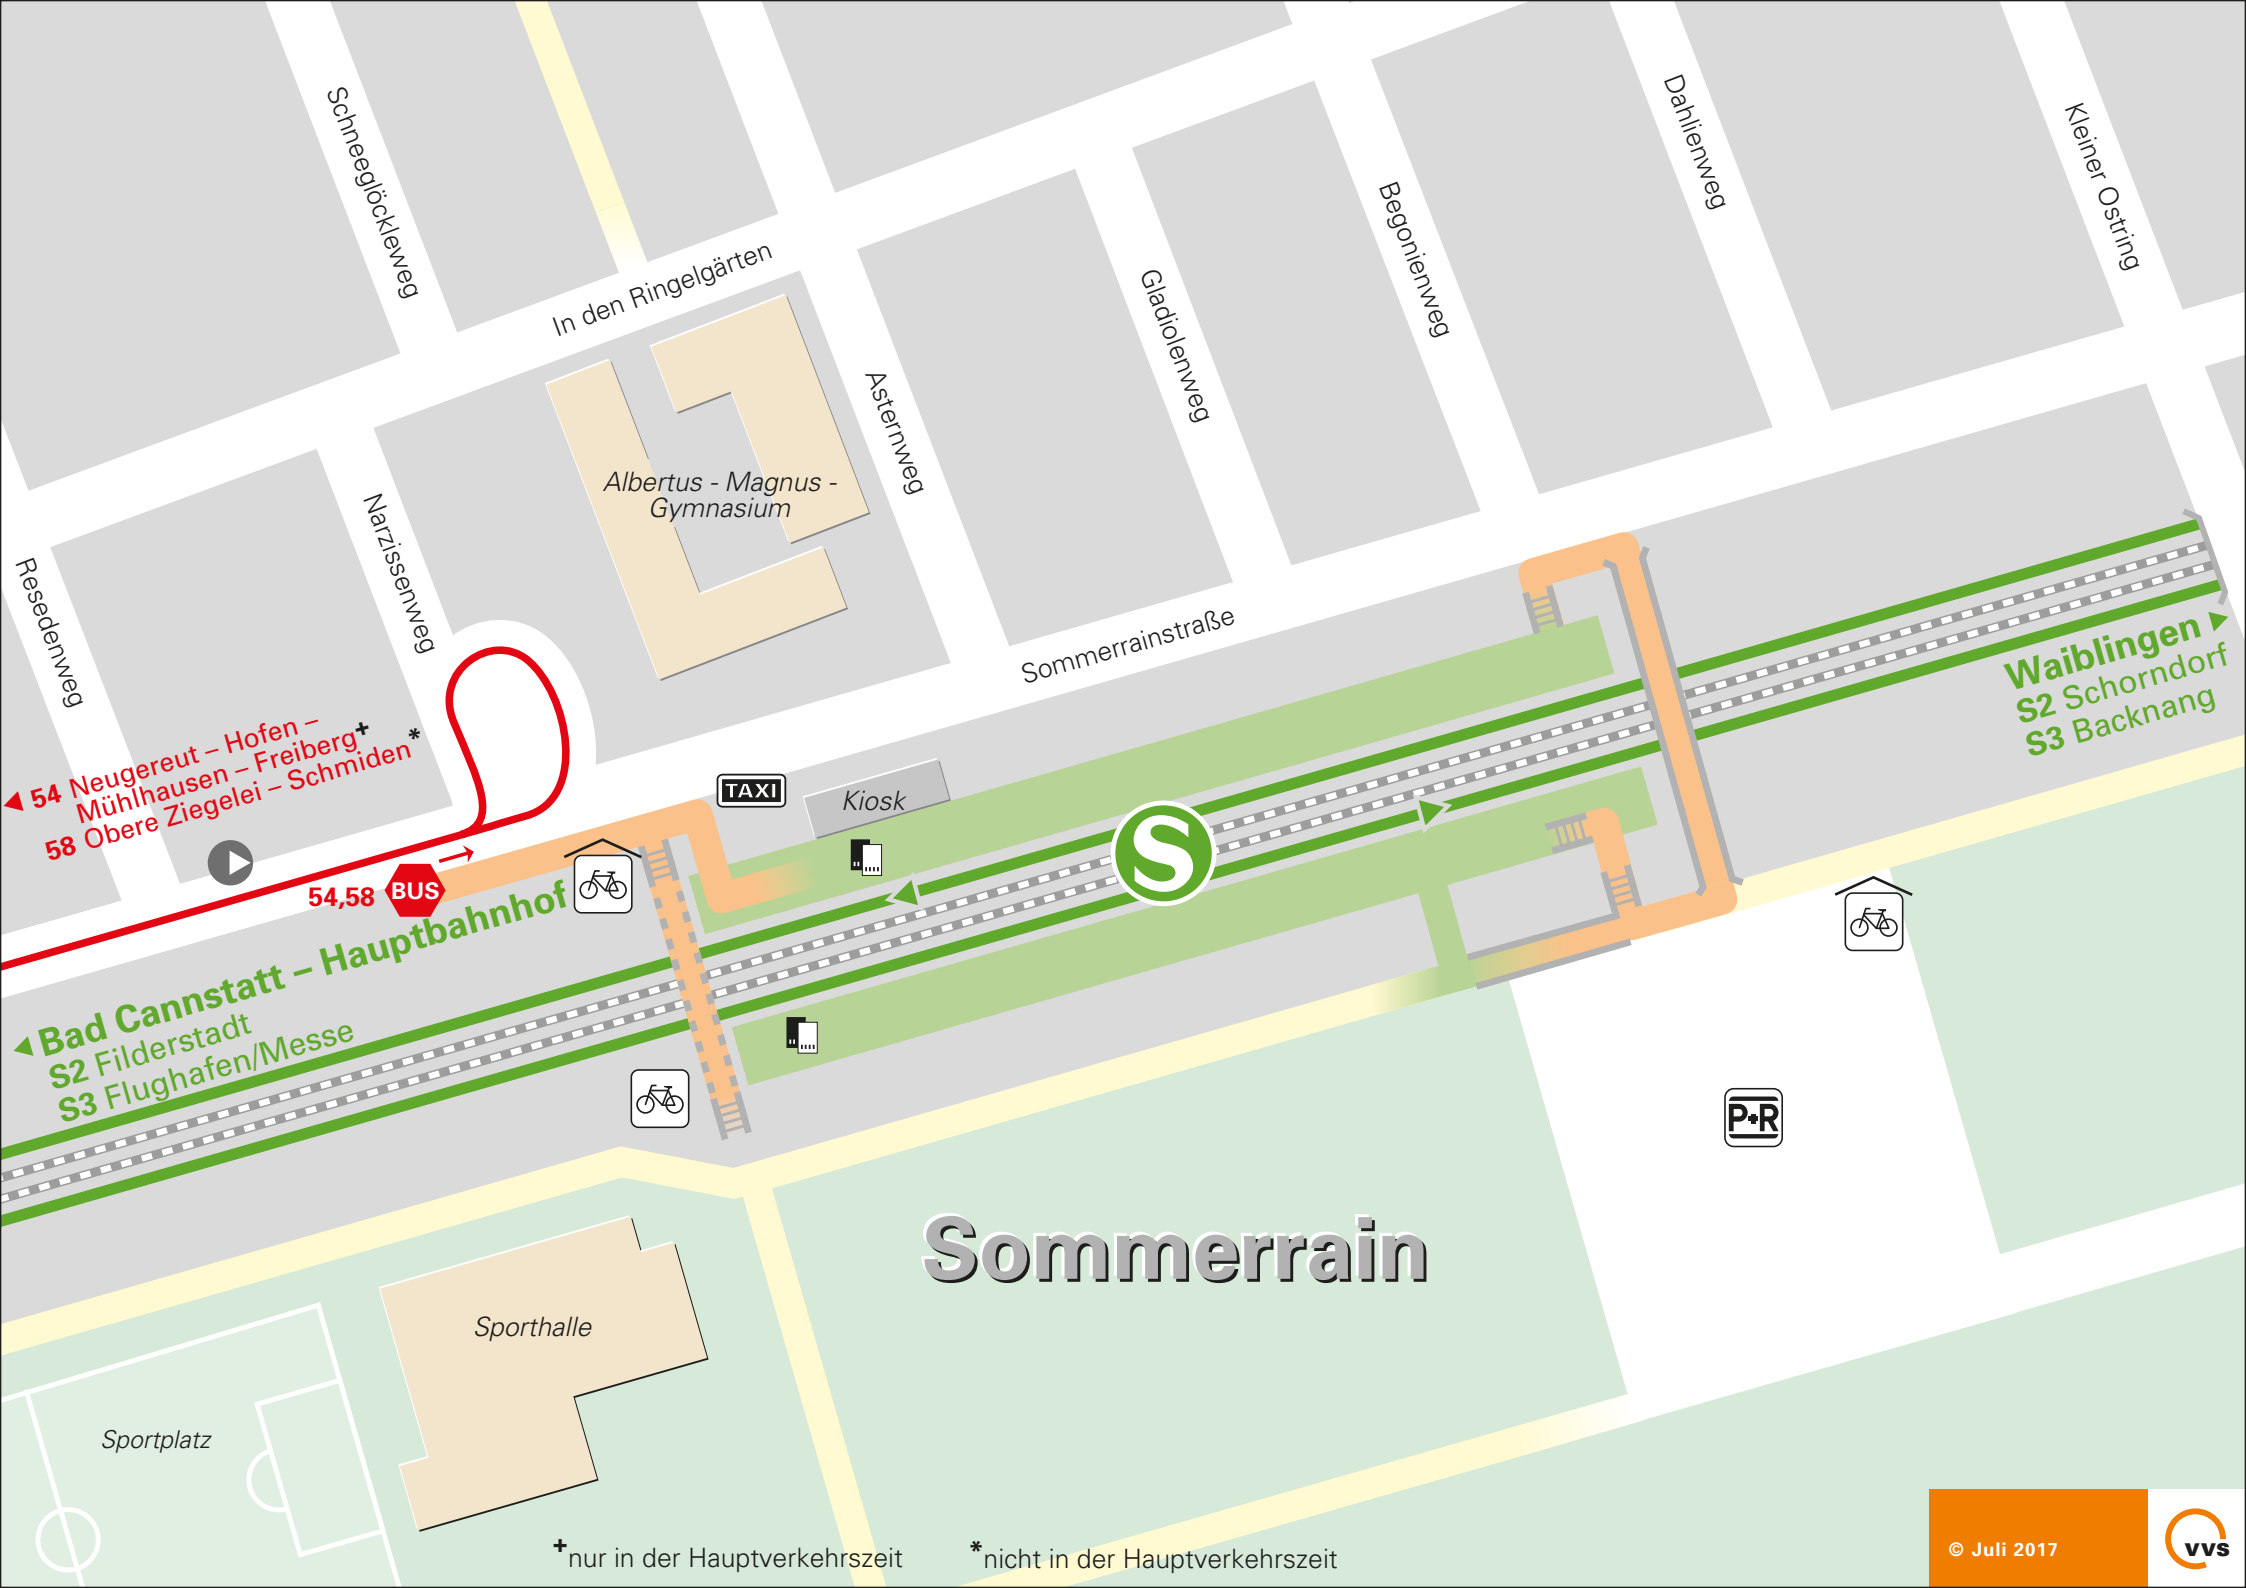 Schneeglöckleweg
Dahlienweg
Kleiner Ostring
Begonienweg
In den Ringelgärten
Gladiolenweg
Asternweg
Albertus - Magnus -
Gymnasium
Narzissenweg
Resedenweg
Sommerrainstraße
Waiblingen
S2 Schorndorf
S3 Backnang
54 Neugereut – Hofen –
Mühlhausen – Freiberg+
58 Obere Ziegelei – Schmiden*
TAXI
Kiosk
S
54,58
BUS
Bad Cannstatt – Hauptbahnhof
S2 Filderstadt
S3 Flughafen/Messe
P+R
Sommerrain
Sporthalle
Sportplatz
+nur in der Hauptverkehrszeit
*nicht in der Hauptverkehrszeit
© Juli 2017
vvs